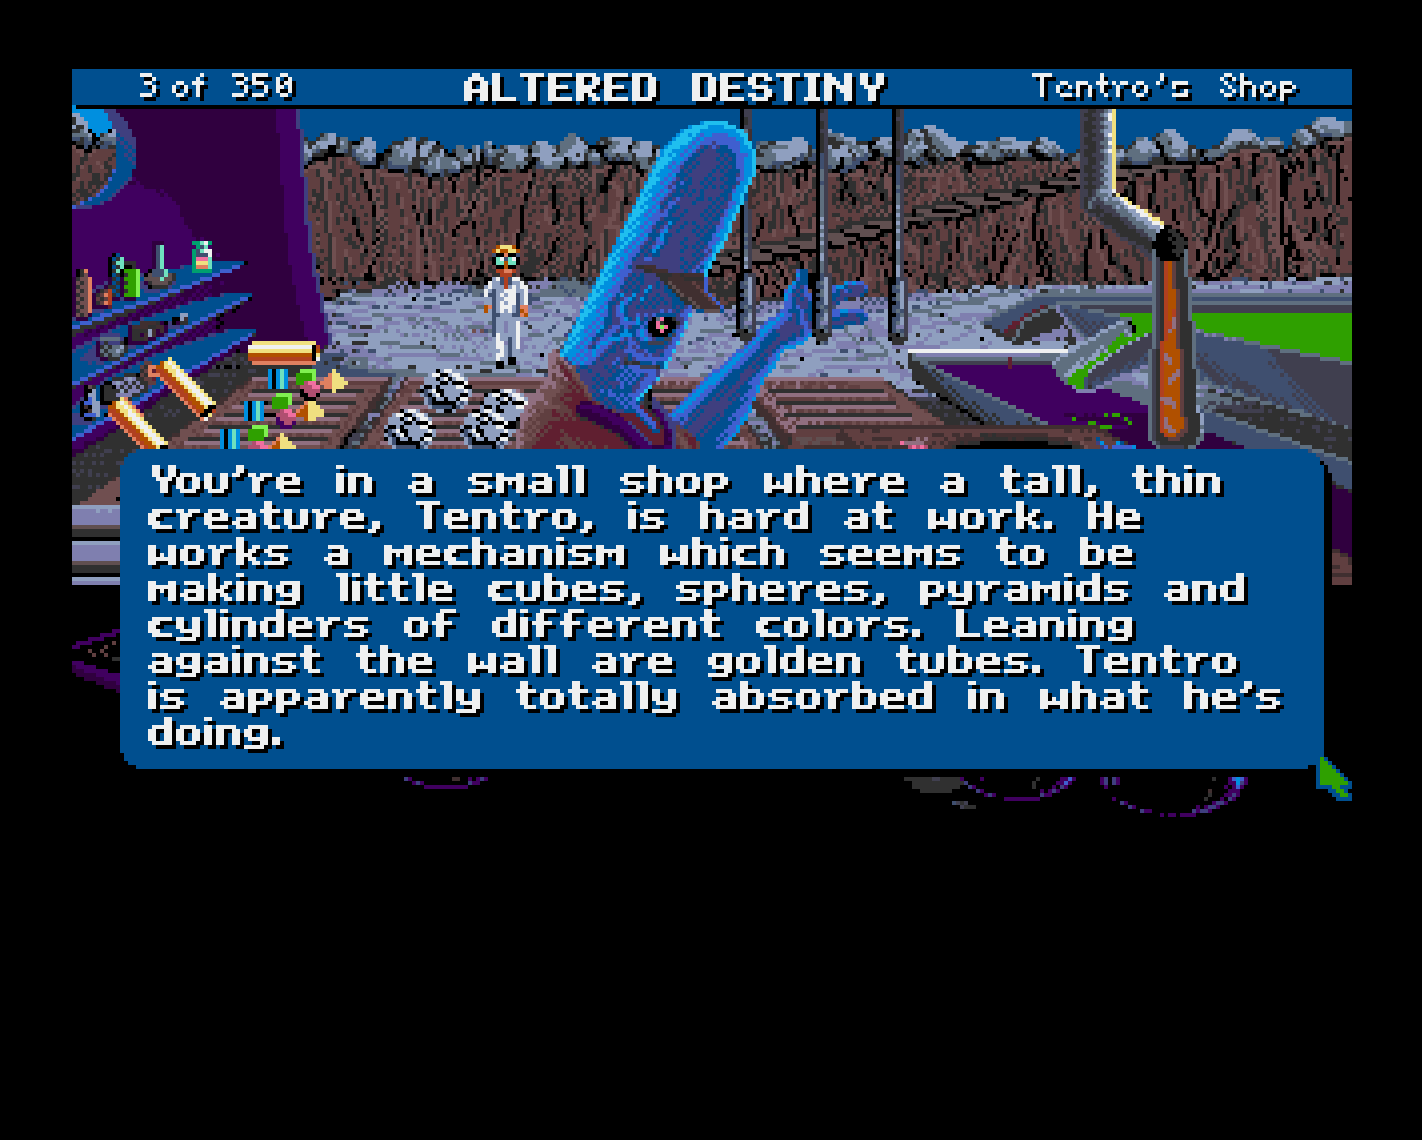 3 of 350 ALTERED DESTINY Tentro's Shop
You're in a small shop where a tall, thin
creature, Tentro, is hard at work. He
works a mechanism which seems to be
making little cubes, spheres, pyramids and
cylinders of different colors. Leaning
against the wall are golden tubes. Tentro
is apparently totally absorbed in what he's
doing.